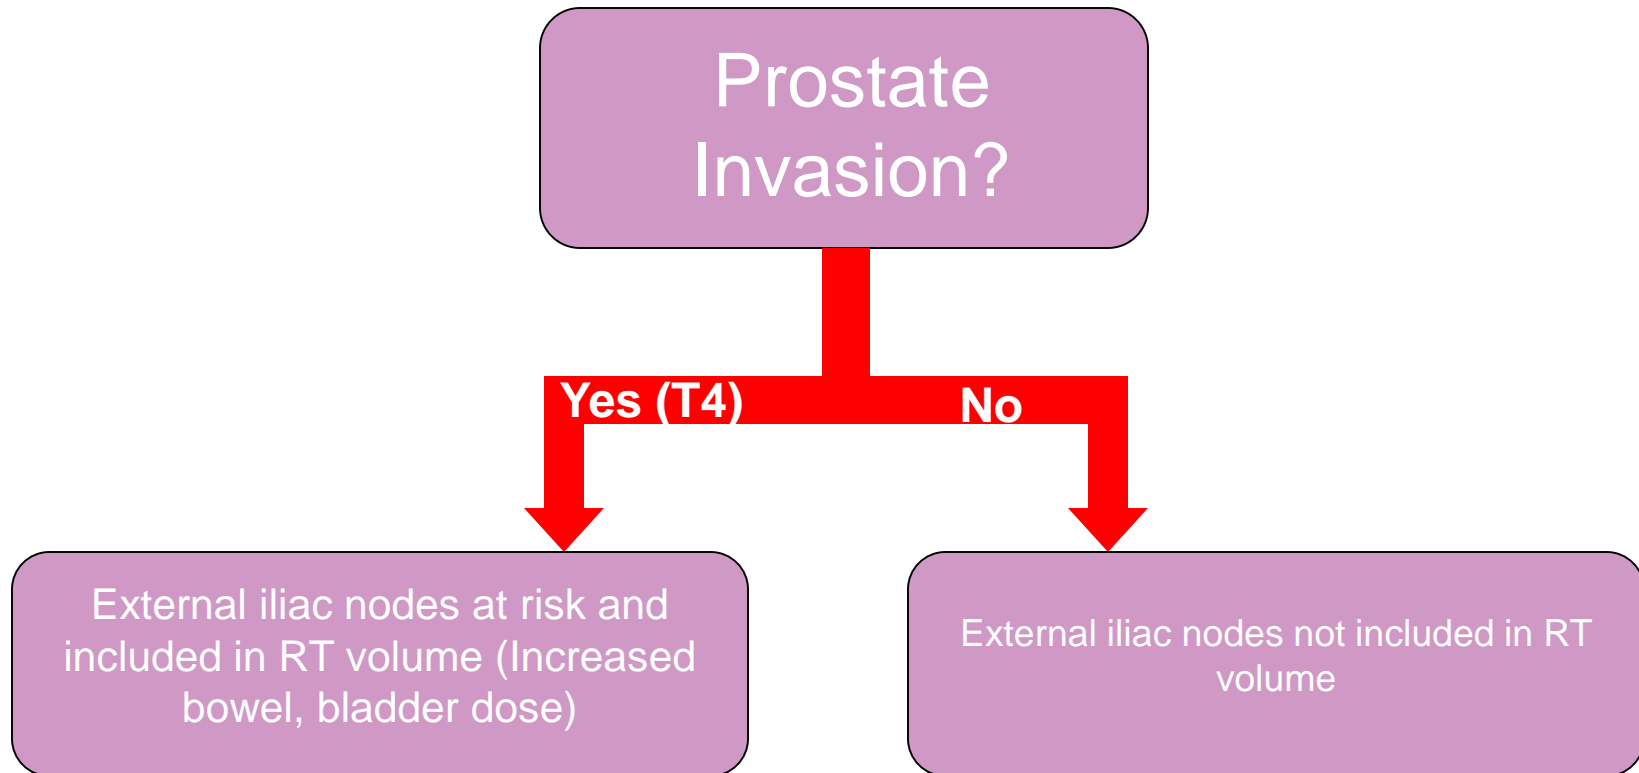 Prostate
Invasion?
Yes (T4)
No
External iliac nodes at risk and
included in RT volume (Increased
bowel, bladder dose)
External iliac nodes not included in RT
volume